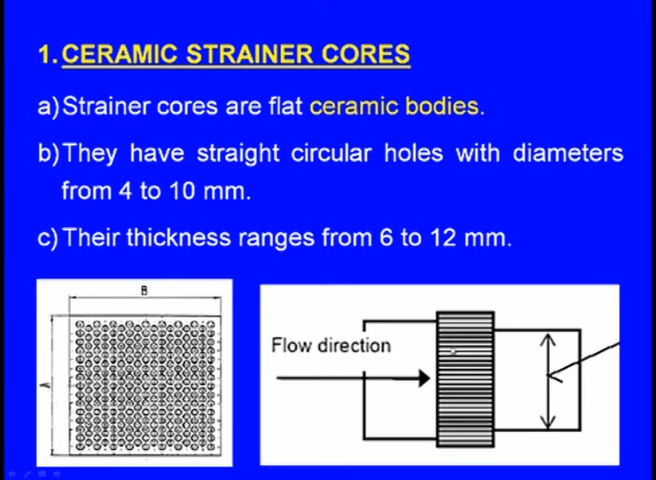 1. CERAMIC STRAINER CORES
a) Strainer cores are flat ceramic bodies.
b) They have straight circular holes with diameters
from 4 to 10 mm.
c) Their thickness ranges from 6 to 12 mm.
B
A
Flow direction